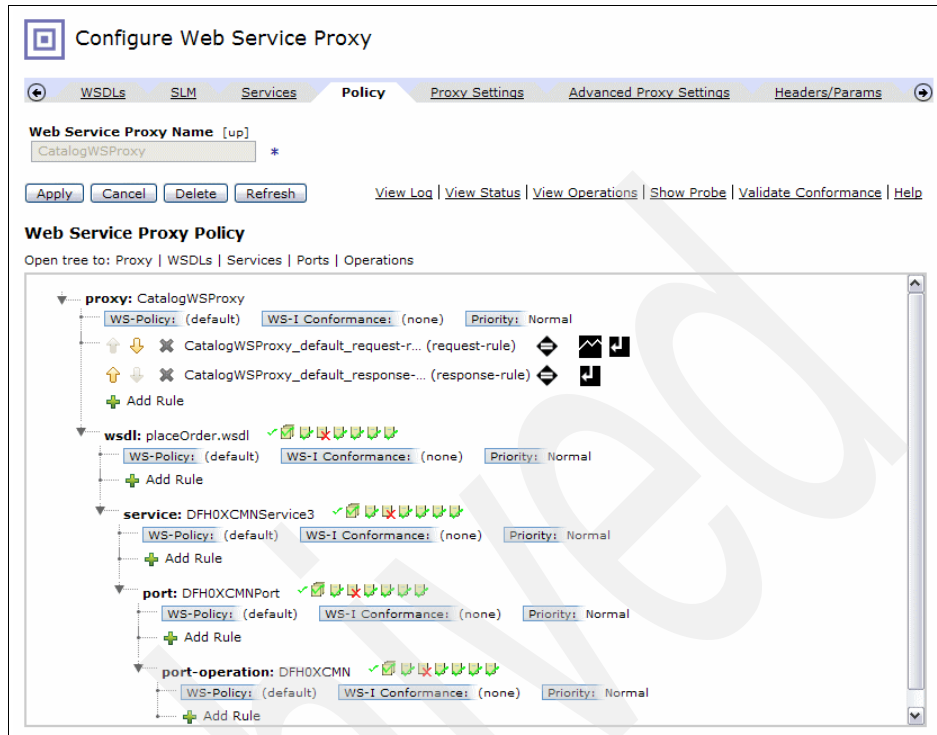 Configure Web Service Proxy
WSDLs SLM Services Policy Proxy Settings Advanced Proxy Settings Headers/Params
Web Service Proxy Name [up]
CatalogWSProxy *
Apply Cancel Delete Refresh View Log | View Status | View Operations | Show Probe | Validate Conformance | Help
Web Service Proxy Policy
Open tree to: Proxy | WSDLs | Services | Ports | Operations
proxy: CatalogWSProxy
WS-Policy: (default) WS-I Conformance: (none) Priority: Normal
CatalogWSProxy_default_request-r... (request-rule)
CatalogWSProxy_default_response-... (response-rule)
Add Rule
wsdl: placeOrder.wsdl
WS-Policy: (default) WS-I Conformance: (none) Priority: Normal
Add Rule
service: DFH0XCMNService3
WS-Policy: (default) WS-I Conformance: (none) Priority: Normal
Add Rule
port: DFH0XCMNPort
WS-Policy: (default) WS-I Conformance: (none) Priority: Normal
Add Rule
port-operation: DFH0XCMN
WS-Policy: (default) WS-I Conformance: (none) Priority: Normal
Add Rule